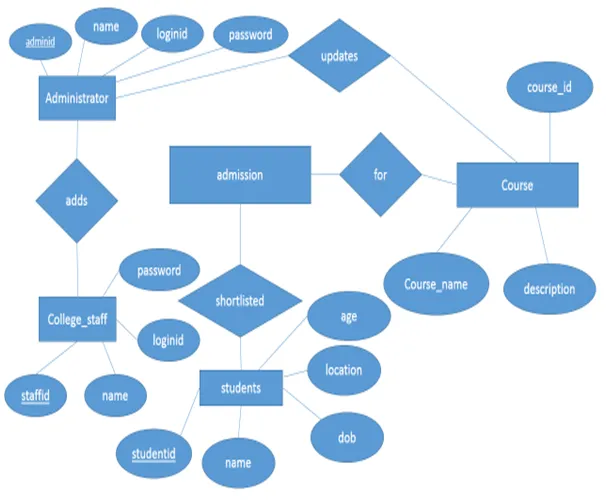 name
loginid
password
adminid
updates
Administrator
course_id
admission
for
Course
adds
password
Course_name
description
shortlisted
College_staff
age
loginid
location
students
staffid
name
dob
studentid
name